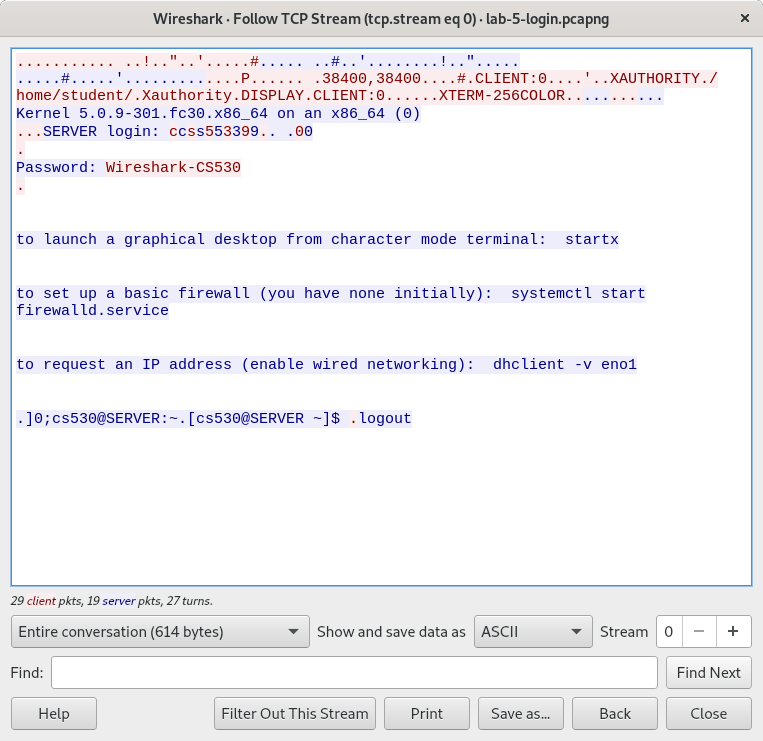 Wireshark · Follow TCP Stream (tcp.stream eq 0) · lab-5-login.pcapng
........... ..!.."..'.....#..... ..#..'........!..".....
.....#.....'.............P...... .38400,38400....#.CLIENT:0....'..XAUTHORITY./
home/student/.Xauthority.DISPLAY.CLIENT:0......XTERM-256COLOR...........
Kernel 5.0.9-301.fc30.x86_64 on an x86_64 (0)
...SERVER login: ccss553399.. .00
.
Password: Wireshark-CS530
.
to launch a graphical desktop from character mode terminal:  startx
to set up a basic firewall (you have none initially):  systemctl start
firewalld.service
to request an IP address (enable wired networking):  dhclient -v eno1
.]0;cs530@SERVER:~.[cs530@SERVER ~]$ .logout
29 client pkts, 19 server pkts, 27 turns.
Entire conversation (614 bytes) Show and save data as ASCII Stream 0 − +
Find: Find Next
Help Filter Out This Stream Print Save as... Back Close